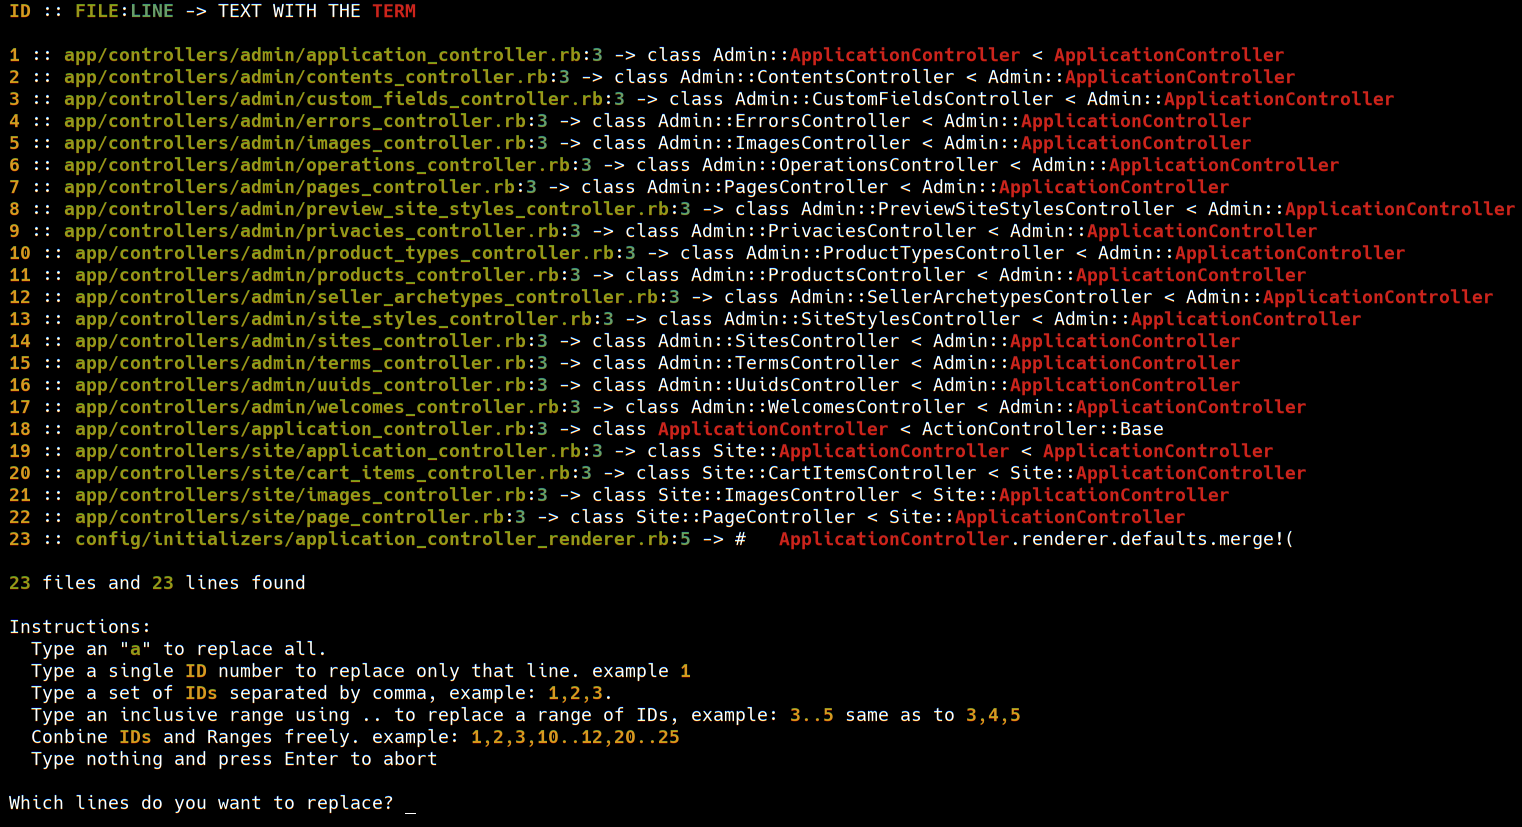 ID :: FILE:LINE -> TEXT WITH THE TERM
1 :: app/controllers/admin/application_controller.rb:3 -> class Admin::ApplicationController < ApplicationController
2 :: app/controllers/admin/contents_controller.rb:3 -> class Admin::ContentsController < Admin::ApplicationController
3 :: app/controllers/admin/custom_fields_controller.rb:3 -> class Admin::CustomFieldsController < Admin::ApplicationController
4 :: app/controllers/admin/errors_controller.rb:3 -> class Admin::ErrorsController < Admin::ApplicationController
5 :: app/controllers/admin/images_controller.rb:3 -> class Admin::ImagesController < Admin::ApplicationController
6 :: app/controllers/admin/operations_controller.rb:3 -> class Admin::OperationsController < Admin::ApplicationController
7 :: app/controllers/admin/pages_controller.rb:3 -> class Admin::PagesController < Admin::ApplicationController
8 :: app/controllers/admin/preview_site_styles_controller.rb:3 -> class Admin::PreviewSiteStylesController < Admin::ApplicationController
9 :: app/controllers/admin/privacies_controller.rb:3 -> class Admin::PrivaciesController < Admin::ApplicationController
10 :: app/controllers/admin/product_types_controller.rb:3 -> class Admin::ProductTypesController < Admin::ApplicationController
11 :: app/controllers/admin/products_controller.rb:3 -> class Admin::ProductsController < Admin::ApplicationController
12 :: app/controllers/admin/seller_archetypes_controller.rb:3 -> class Admin::SellerArchetypesController < Admin::ApplicationController
13 :: app/controllers/admin/site_styles_controller.rb:3 -> class Admin::SiteStylesController < Admin::ApplicationController
14 :: app/controllers/admin/sites_controller.rb:3 -> class Admin::SitesController < Admin::ApplicationController
15 :: app/controllers/admin/terms_controller.rb:3 -> class Admin::TermsController < Admin::ApplicationController
16 :: app/controllers/admin/uuids_controller.rb:3 -> class Admin::UuidsController < Admin::ApplicationController
17 :: app/controllers/admin/welcomes_controller.rb:3 -> class Admin::WelcomesController < Admin::ApplicationController
18 :: app/controllers/application_controller.rb:3 -> class ApplicationController < ActionController::Base
19 :: app/controllers/site/application_controller.rb:3 -> class Site::ApplicationController < ApplicationController
20 :: app/controllers/site/cart_items_controller.rb:3 -> class Site::CartItemsController < Site::ApplicationController
21 :: app/controllers/site/images_controller.rb:3 -> class Site::ImagesController < Site::ApplicationController
22 :: app/controllers/site/page_controller.rb:3 -> class Site::PageController < Site::ApplicationController
23 :: config/initializers/application_controller_renderer.rb:5 -> #   ApplicationController.renderer.defaults.merge!(
23 files and 23 lines found
Instructions:
Type an "a" to replace all.
Type a single ID number to replace only that line. example 1
Type a set of IDs separated by comma, example: 1,2,3.
Type an inclusive range using .. to replace a range of IDs, example: 3..5 same as to 3,4,5
Conbine IDs and Ranges freely. example: 1,2,3,10..12,20..25
Type nothing and press Enter to abort
Which lines do you want to replace? _